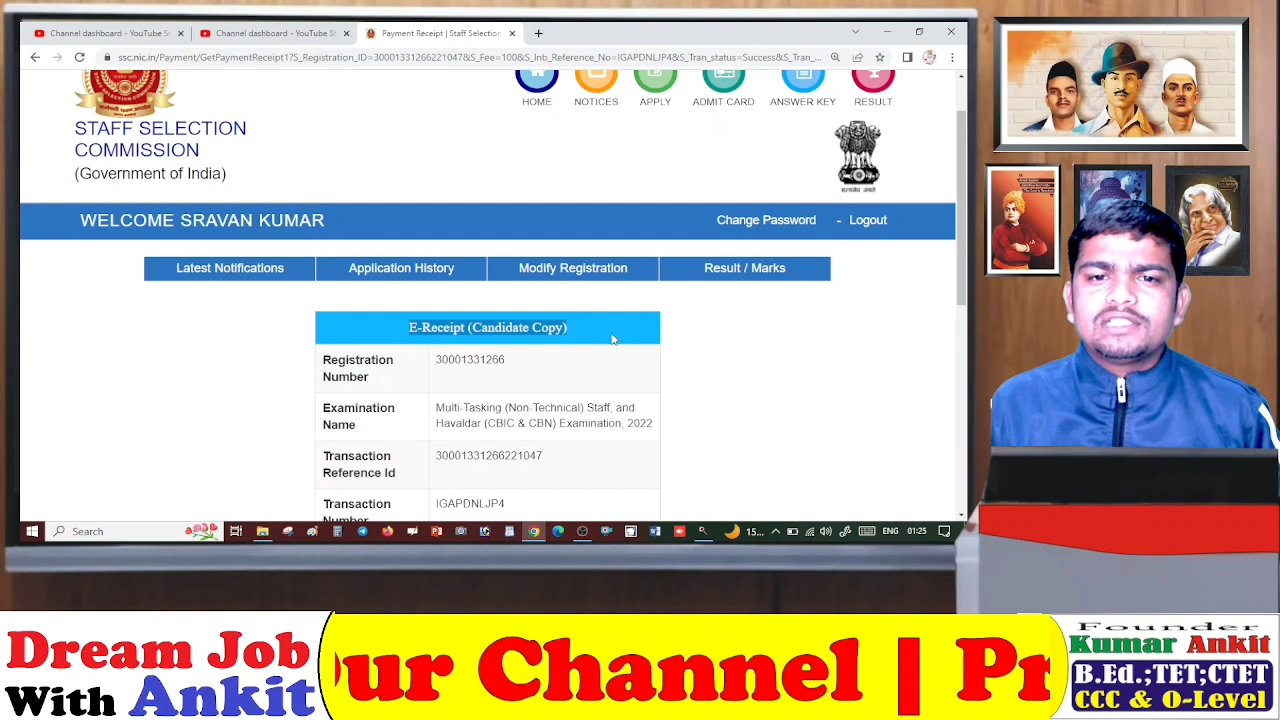 Channel dashboard - YouTube St
Channel dashboard - YouTube St
Payment Receipt | Staff Selection
ssc.nic.in/Payment/GetPaymentReceipt1?S_Registration_ID=30001331266221047&S_Fee=100&S_Inb_Reference_No=IGAPDNLJP4&S_Tran_status=Success&S_Tran_...
HOME
NOTICES
APPLY
ADMIT CARD
ANSWER KEY
RESULT
STAFF SELECTION
COMMISSION
(Government of India)
सत्यमेव जयते
WELCOME SRAVAN KUMAR
Change Password - Logout
Latest Notifications
Application History
Modify Registration
Result / Marks
E-Receipt (Candidate Copy)
Registration
Number
30001331266
Examination
Name
Multi-Tasking (Non-Technical) Staff, and
Havaldar (CBIC & CBN) Examination, 2022
Transaction
Reference Id
30001331266221047
Transaction
Number
IGAPDNLJP4
Search
15...
ENG
01:25
Dream Job
With Ankit
ur Channel | Pr
Founder
Kumar Ankit
B.Ed.;TET;CTET
CCC & O-Level